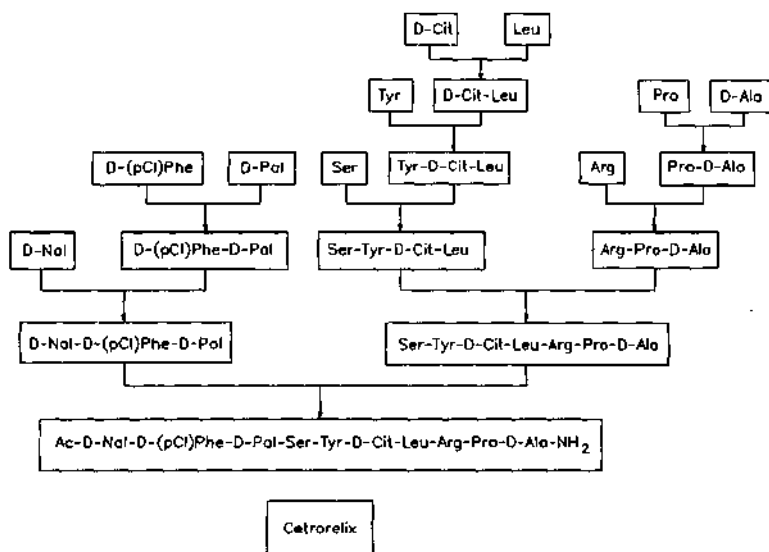 D-Cit
Leu
Tyr
D-Cit-Leu
Pro
D-Ala
D-(pCl)Phe
D-Pal
Ser
Tyr-D-Cit-Leu
Arg
Pro-D-Ala
D-Nal
D-(pCl)Phe-D-Pal
Ser-Tyr-D-Cit-Leu
Arg-Pro-D-Ala
D-Nal-D-(pCl)Phe-D-Pal
Ser-Tyr-D-Cit-Leu-Arg-Pro-D-Ala
Ac-D-Nal-D-(pCl)Phe-D-Pal-Ser-Tyr-D-Cit-Leu-Arg-Pro-D-Ala-NH₂
Cetrorelix